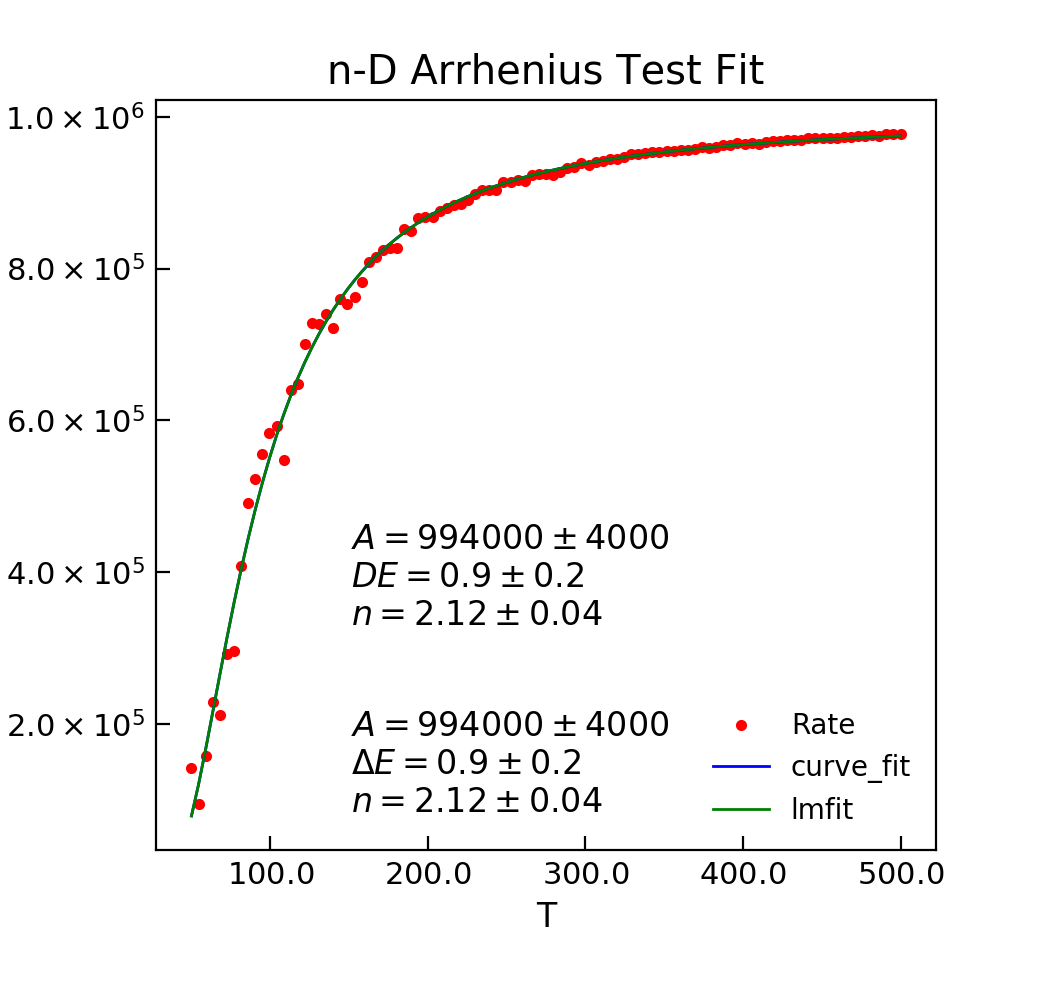 n-D Arrhenius Test Fit
1.0 × 10⁶
8.0 × 10⁵
6.0 × 10⁵
4.0 × 10⁵
2.0 × 10⁵
A = 994000 ± 4000
DE = 0.9 ± 0.2
n = 2.12 ± 0.04
A = 994000 ± 4000
ΔE = 0.9 ± 0.2
n = 2.12 ± 0.04
Rate
curve_fit
lmfit
100.0 200.0 300.0 400.0 500.0
T